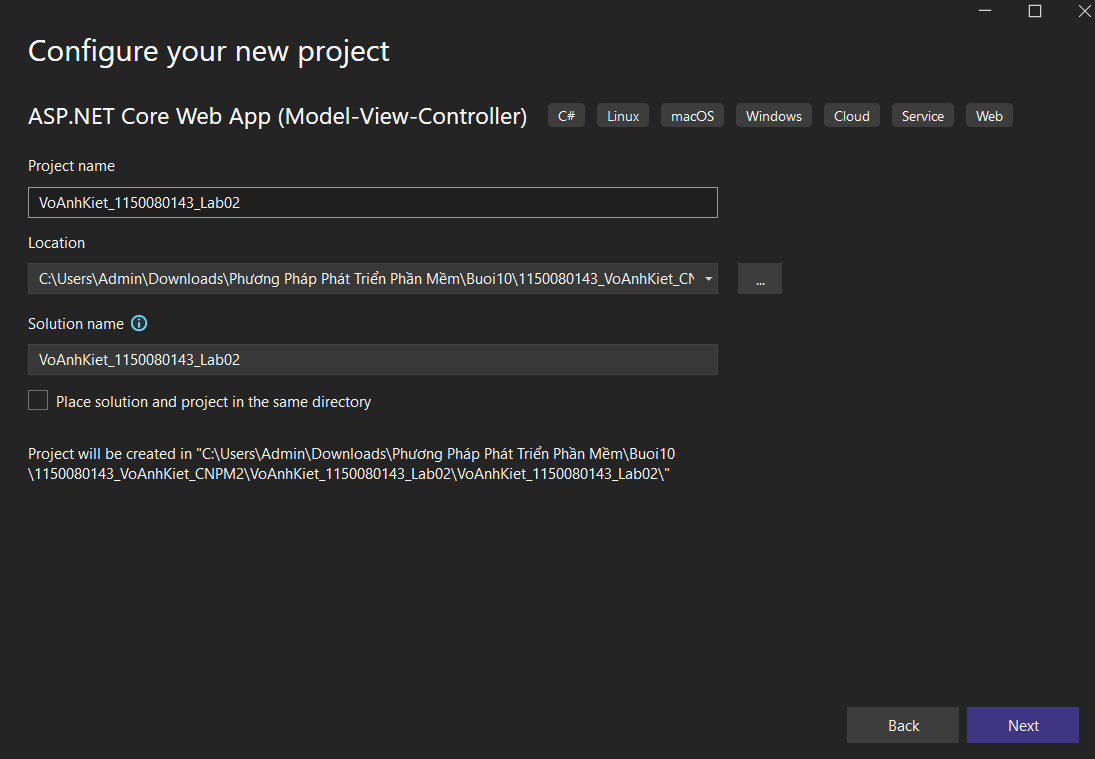 Configure your new project
ASP.NET Core Web App (Model-View-Controller) C# Linux macOS Windows Cloud Service Web
Project name
VoAnhKiet_1150080143_Lab02
Location
C:\Users\Admin\Downloads\Phương Pháp Phát Triển Phần Mềm\Buoi10\1150080143_VoAnhKiet_CN
...
Solution name
VoAnhKiet_1150080143_Lab02
Place solution and project in the same directory
Project will be created in "C:\Users\Admin\Downloads\Phương Pháp Phát Triển Phần Mềm\Buoi10
\1150080143_VoAnhKiet_CNPM2\VoAnhKiet_1150080143_Lab02\VoAnhKiet_1150080143_Lab02\"
Back Next